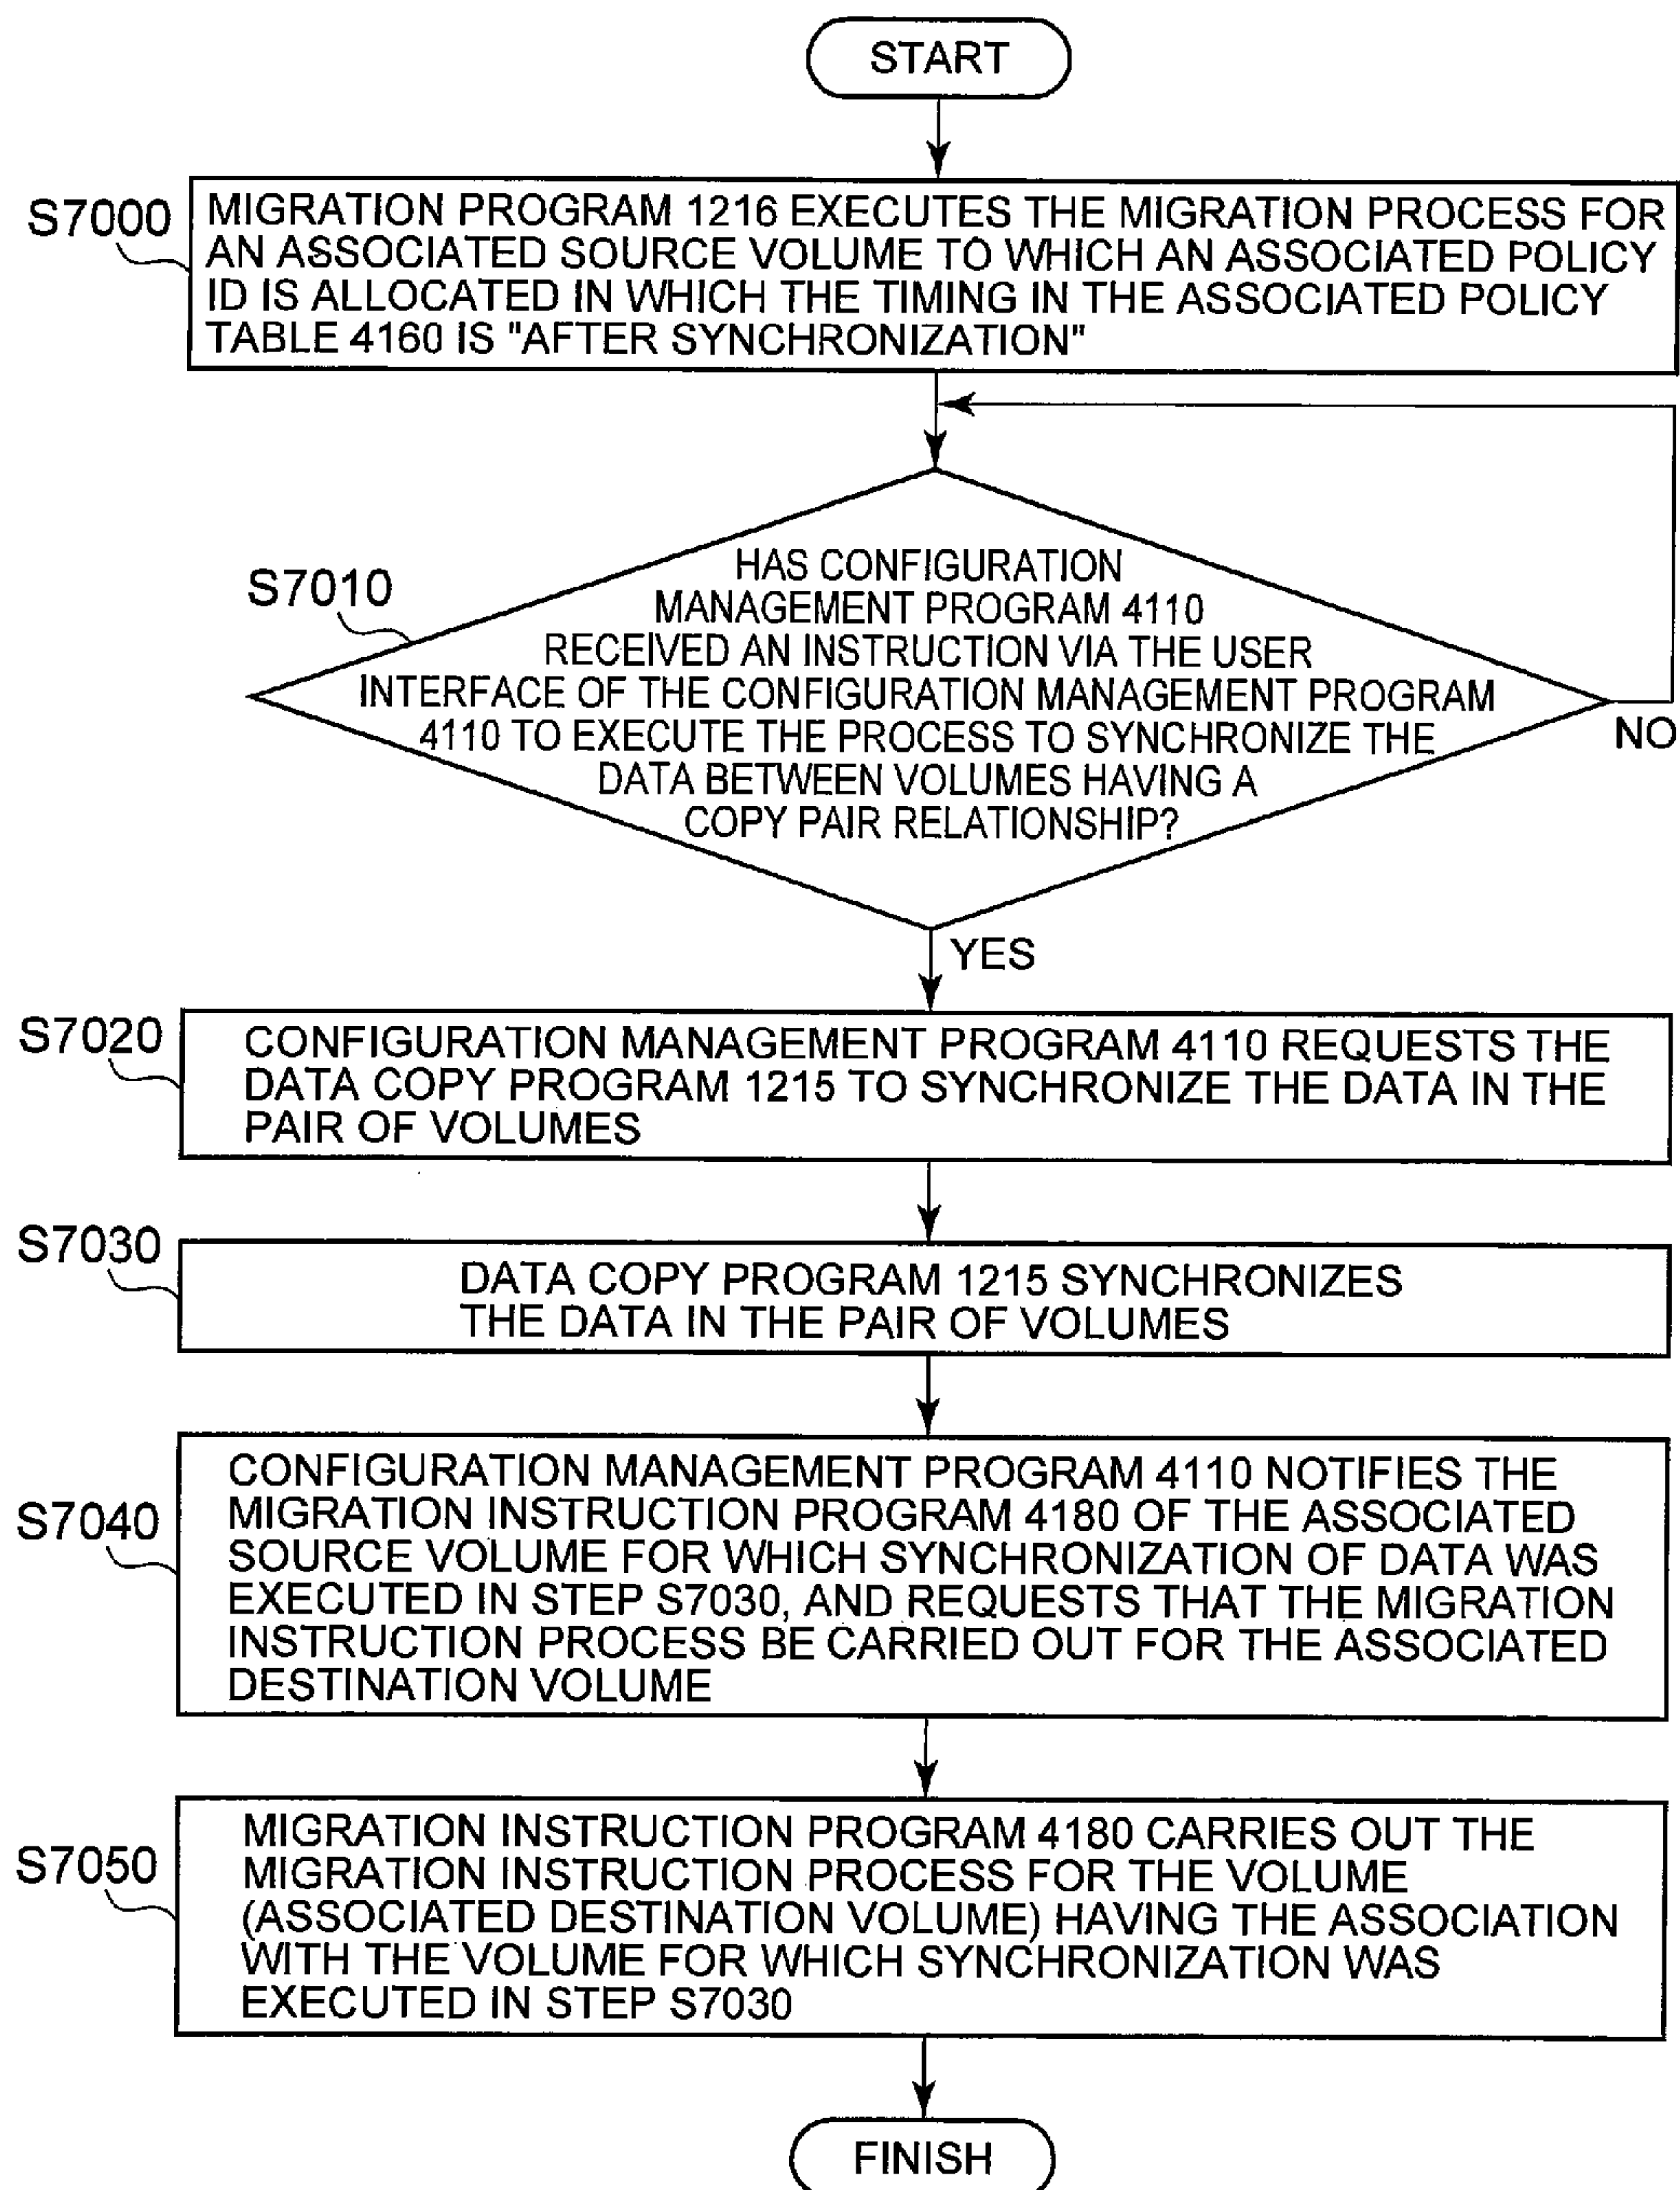 START
S7000
MIGRATION PROGRAM 1216 EXECUTES THE MIGRATION PROCESS FOR
AN ASSOCIATED SOURCE VOLUME TO WHICH AN ASSOCIATED POLICY
ID IS ALLOCATED IN WHICH THE TIMING IN THE ASSOCIATED POLICY
TABLE 4160 IS "AFTER SYNCHRONIZATION"
S7010
HAS CONFIGURATION
MANAGEMENT PROGRAM 4110
RECEIVED AN INSTRUCTION VIA THE USER
INTERFACE OF THE CONFIGURATION MANAGEMENT PROGRAM
4110 TO EXECUTE THE PROCESS TO SYNCHRONIZE THE
DATA BETWEEN VOLUMES HAVING A
COPY PAIR RELATIONSHIP?
NO
YES
S7020
CONFIGURATION MANAGEMENT PROGRAM 4110 REQUESTS THE
DATA COPY PROGRAM 1215 TO SYNCHRONIZE THE DATA IN THE
PAIR OF VOLUMES
S7030
DATA COPY PROGRAM 1215 SYNCHRONIZES
THE DATA IN THE PAIR OF VOLUMES
S7040
CONFIGURATION MANAGEMENT PROGRAM 4110 NOTIFIES THE
MIGRATION INSTRUCTION PROGRAM 4180 OF THE ASSOCIATED
SOURCE VOLUME FOR WHICH SYNCHRONIZATION OF DATA WAS
EXECUTED IN STEP S7030, AND REQUESTS THAT THE MIGRATION
INSTRUCTION PROCESS BE CARRIED OUT FOR THE ASSOCIATED
DESTINATION VOLUME
S7050
MIGRATION INSTRUCTION PROGRAM 4180 CARRIES OUT THE
MIGRATION INSTRUCTION PROCESS FOR THE VOLUME
(ASSOCIATED DESTINATION VOLUME) HAVING THE ASSOCIATION
WITH THE VOLUME FOR WHICH SYNCHRONIZATION WAS
EXECUTED IN STEP S7030
FINISH